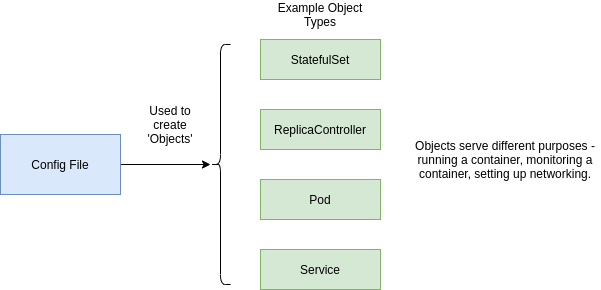 Example Object
Types
StatefulSet
Used to
create
'Objects'
ReplicaController
Config File
Objects serve different purposes -
running a container, monitoring a
container, setting up networking.
Pod
Service